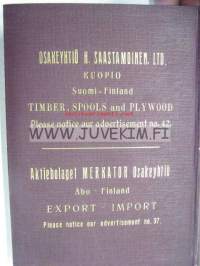 OSAKEYHTIÖ H. SAASTAMOINEN, LTD.
KUOPIO
Suomi - Finland
TIMBER, SPOOLS and PLYWOOD
Please notice our advertisement no. 42.
WWW.JUVEKIM.FI
Aktiebolaget MERKATOR Osakeyhtiö
Åbo - Finland
EXPORT - IMPORT
Please notice our advertisement no. 37.